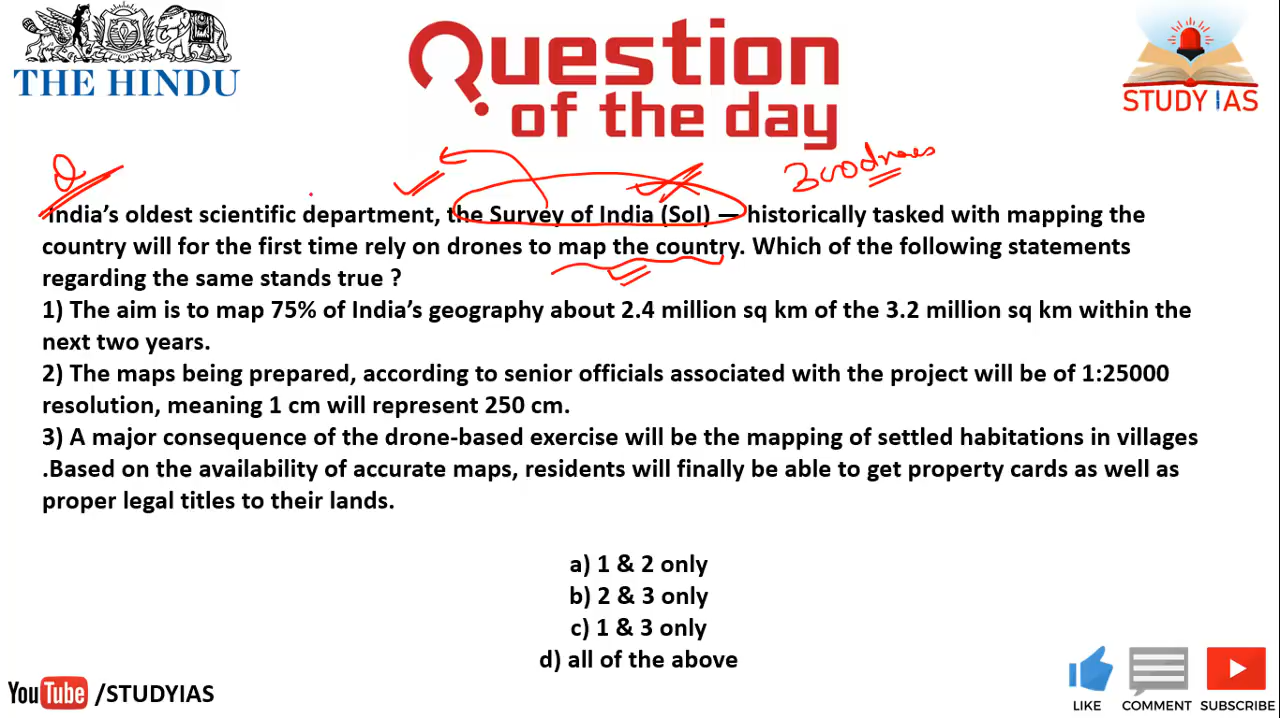 THE HINDU
Question
of the day
STUDY IAS
300 drones
India's oldest scientific department, the Survey of India (SoI) — historically tasked with mapping the
country will for the first time rely on drones to map the country. Which of the following statements
regarding the same stands true ?
1) The aim is to map 75% of India's geography about 2.4 million sq km of the 3.2 million sq km within the
next two years.
2) The maps being prepared, according to senior officials associated with the project will be of 1:25000
resolution, meaning 1 cm will represent 250 cm.
3) A major consequence of the drone-based exercise will be the mapping of settled habitations in villages
.Based on the availability of accurate maps, residents will finally be able to get property cards as well as
proper legal titles to their lands.
a) 1 & 2 only
b) 2 & 3 only
c) 1 & 3 only
d) all of the above
YouTube /STUDYIAS
LIKE COMMENT SUBSCRIBE